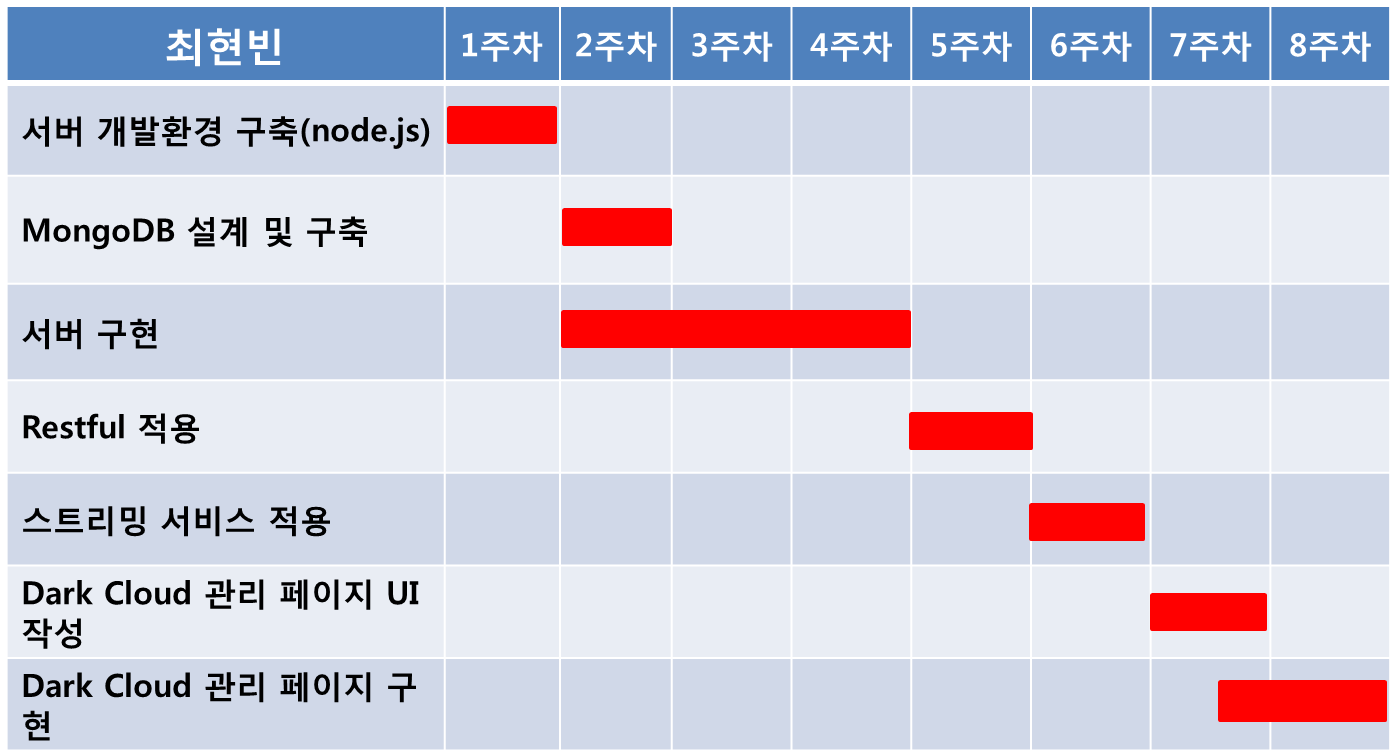 최현빈 1주차 2주차 3주차 4주차 5주차 6주차 7주차 8주차
서버 개발환경 구축(node.js)
MongoDB 설계 및 구축
서버 구현
Restful 적용
스트리밍 서비스 적용
Dark Cloud 관리 페이지 UI
작성
Dark Cloud 관리 페이지 구
현